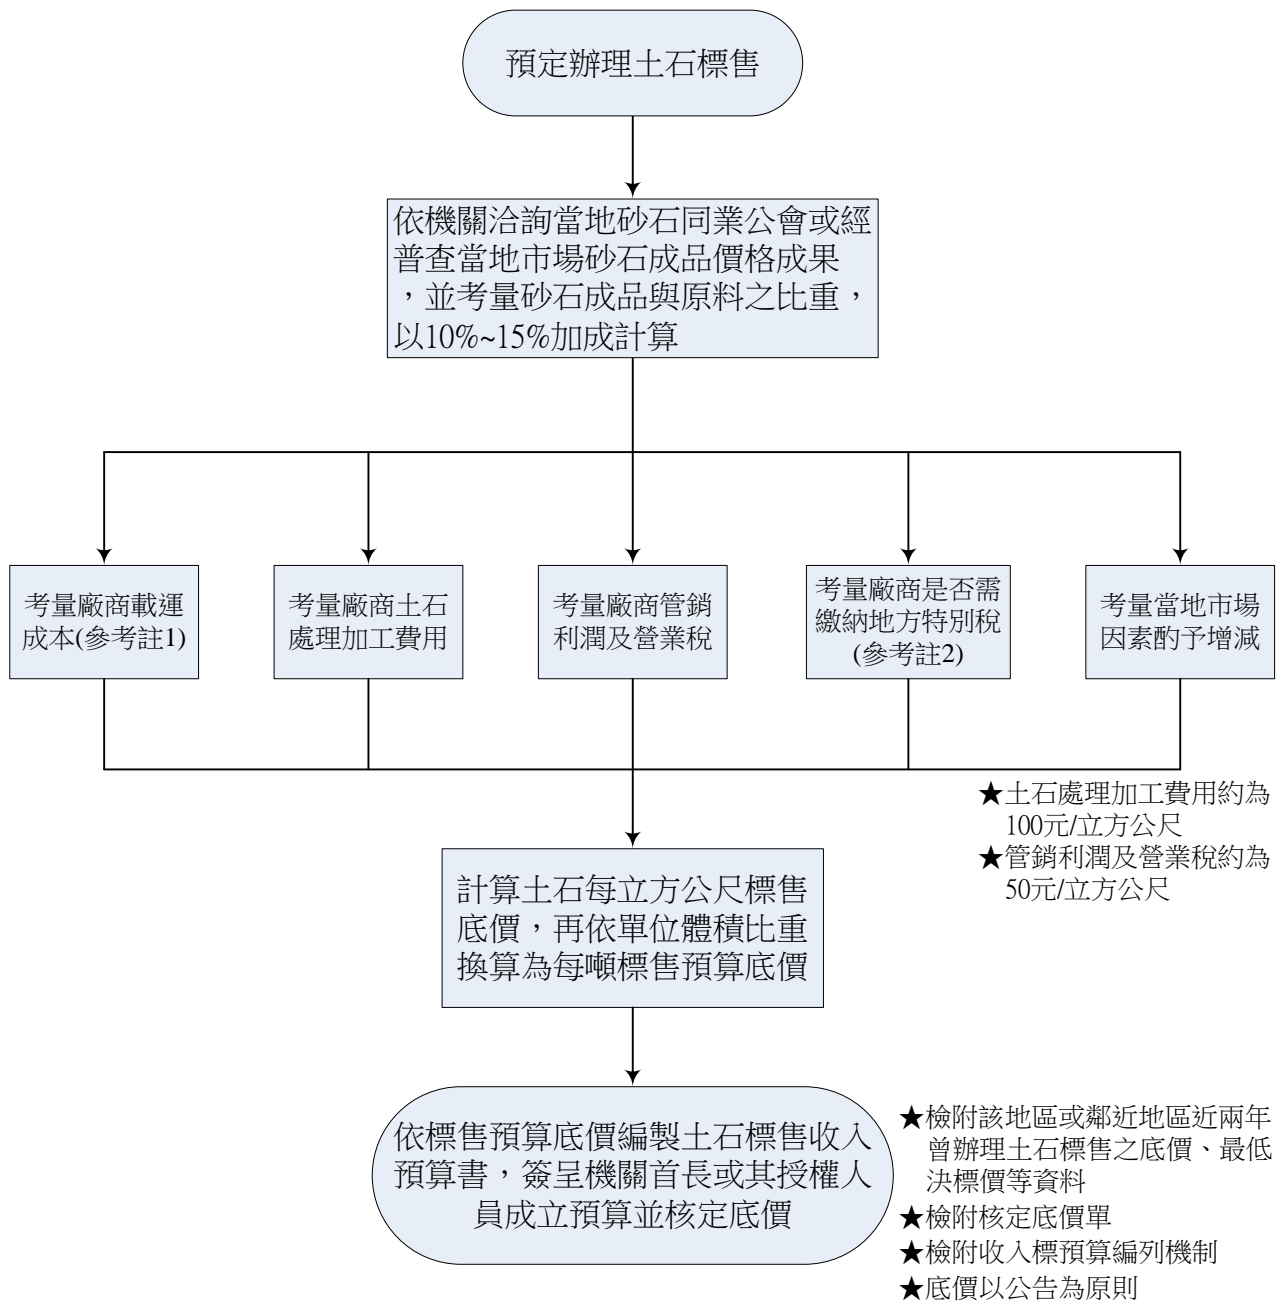 預定辦理土石標售
依機關洽詢當地砂石同業公會或經
普查當地市場砂石成品價格成果
，並考量砂石成品與原料之比重，
以10%~15%加成計算
考量廠商載運
成本(參考註1)
考量廠商土石
處理加工費用
考量廠商管銷
利潤及營業稅
考量廠商是否需
繳納地方特別稅
(參考註2)
考量當地市場
因素酌予增減
★土石處理加工費用約為
100元/立方公尺
★管銷利潤及營業稅約為
50元/立方公尺
計算土石每立方公尺標售
底價，再依單位體積比重
換算為每噸標售預算底價
依標售預算底價編製土石標售收入
預算書，簽呈機關首長或其授權人
員成立預算並核定底價
★檢附該地區或鄰近地區近兩年
曾辦理土石標售之底價、最低
決標價等資料
★檢附核定底價單
★檢附收入標預算編列機制
★底價以公告為原則